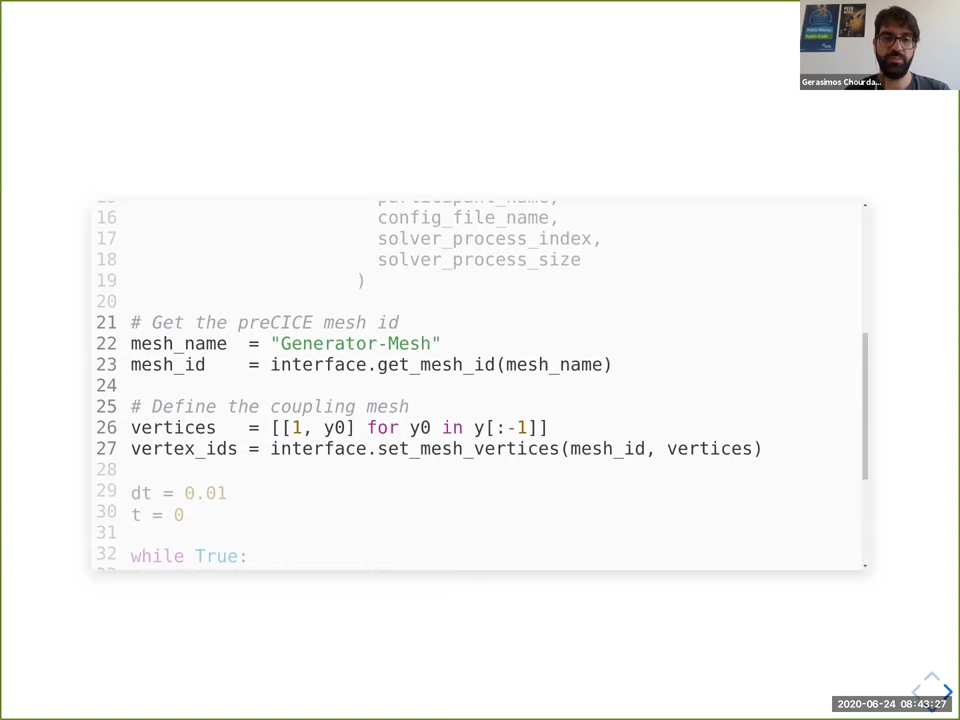 Gerasimos Chourda...
15 participant_name,
16 config_file_name,
17 solver_process_index,
18 solver_process_size
19 )
20
21 # Get the preCICE mesh id
22 mesh_name = "Generator-Mesh"
23 mesh_id = interface.get_mesh_id(mesh_name)
24
25 # Define the coupling mesh
26 vertices = [[1, y0] for y0 in y[:-1]]
27 vertex_ids = interface.set_mesh_vertices(mesh_id, vertices)
28
29 dt = 0.01
30 t = 0
31
32 while True:
2020-06-24 08:43:27